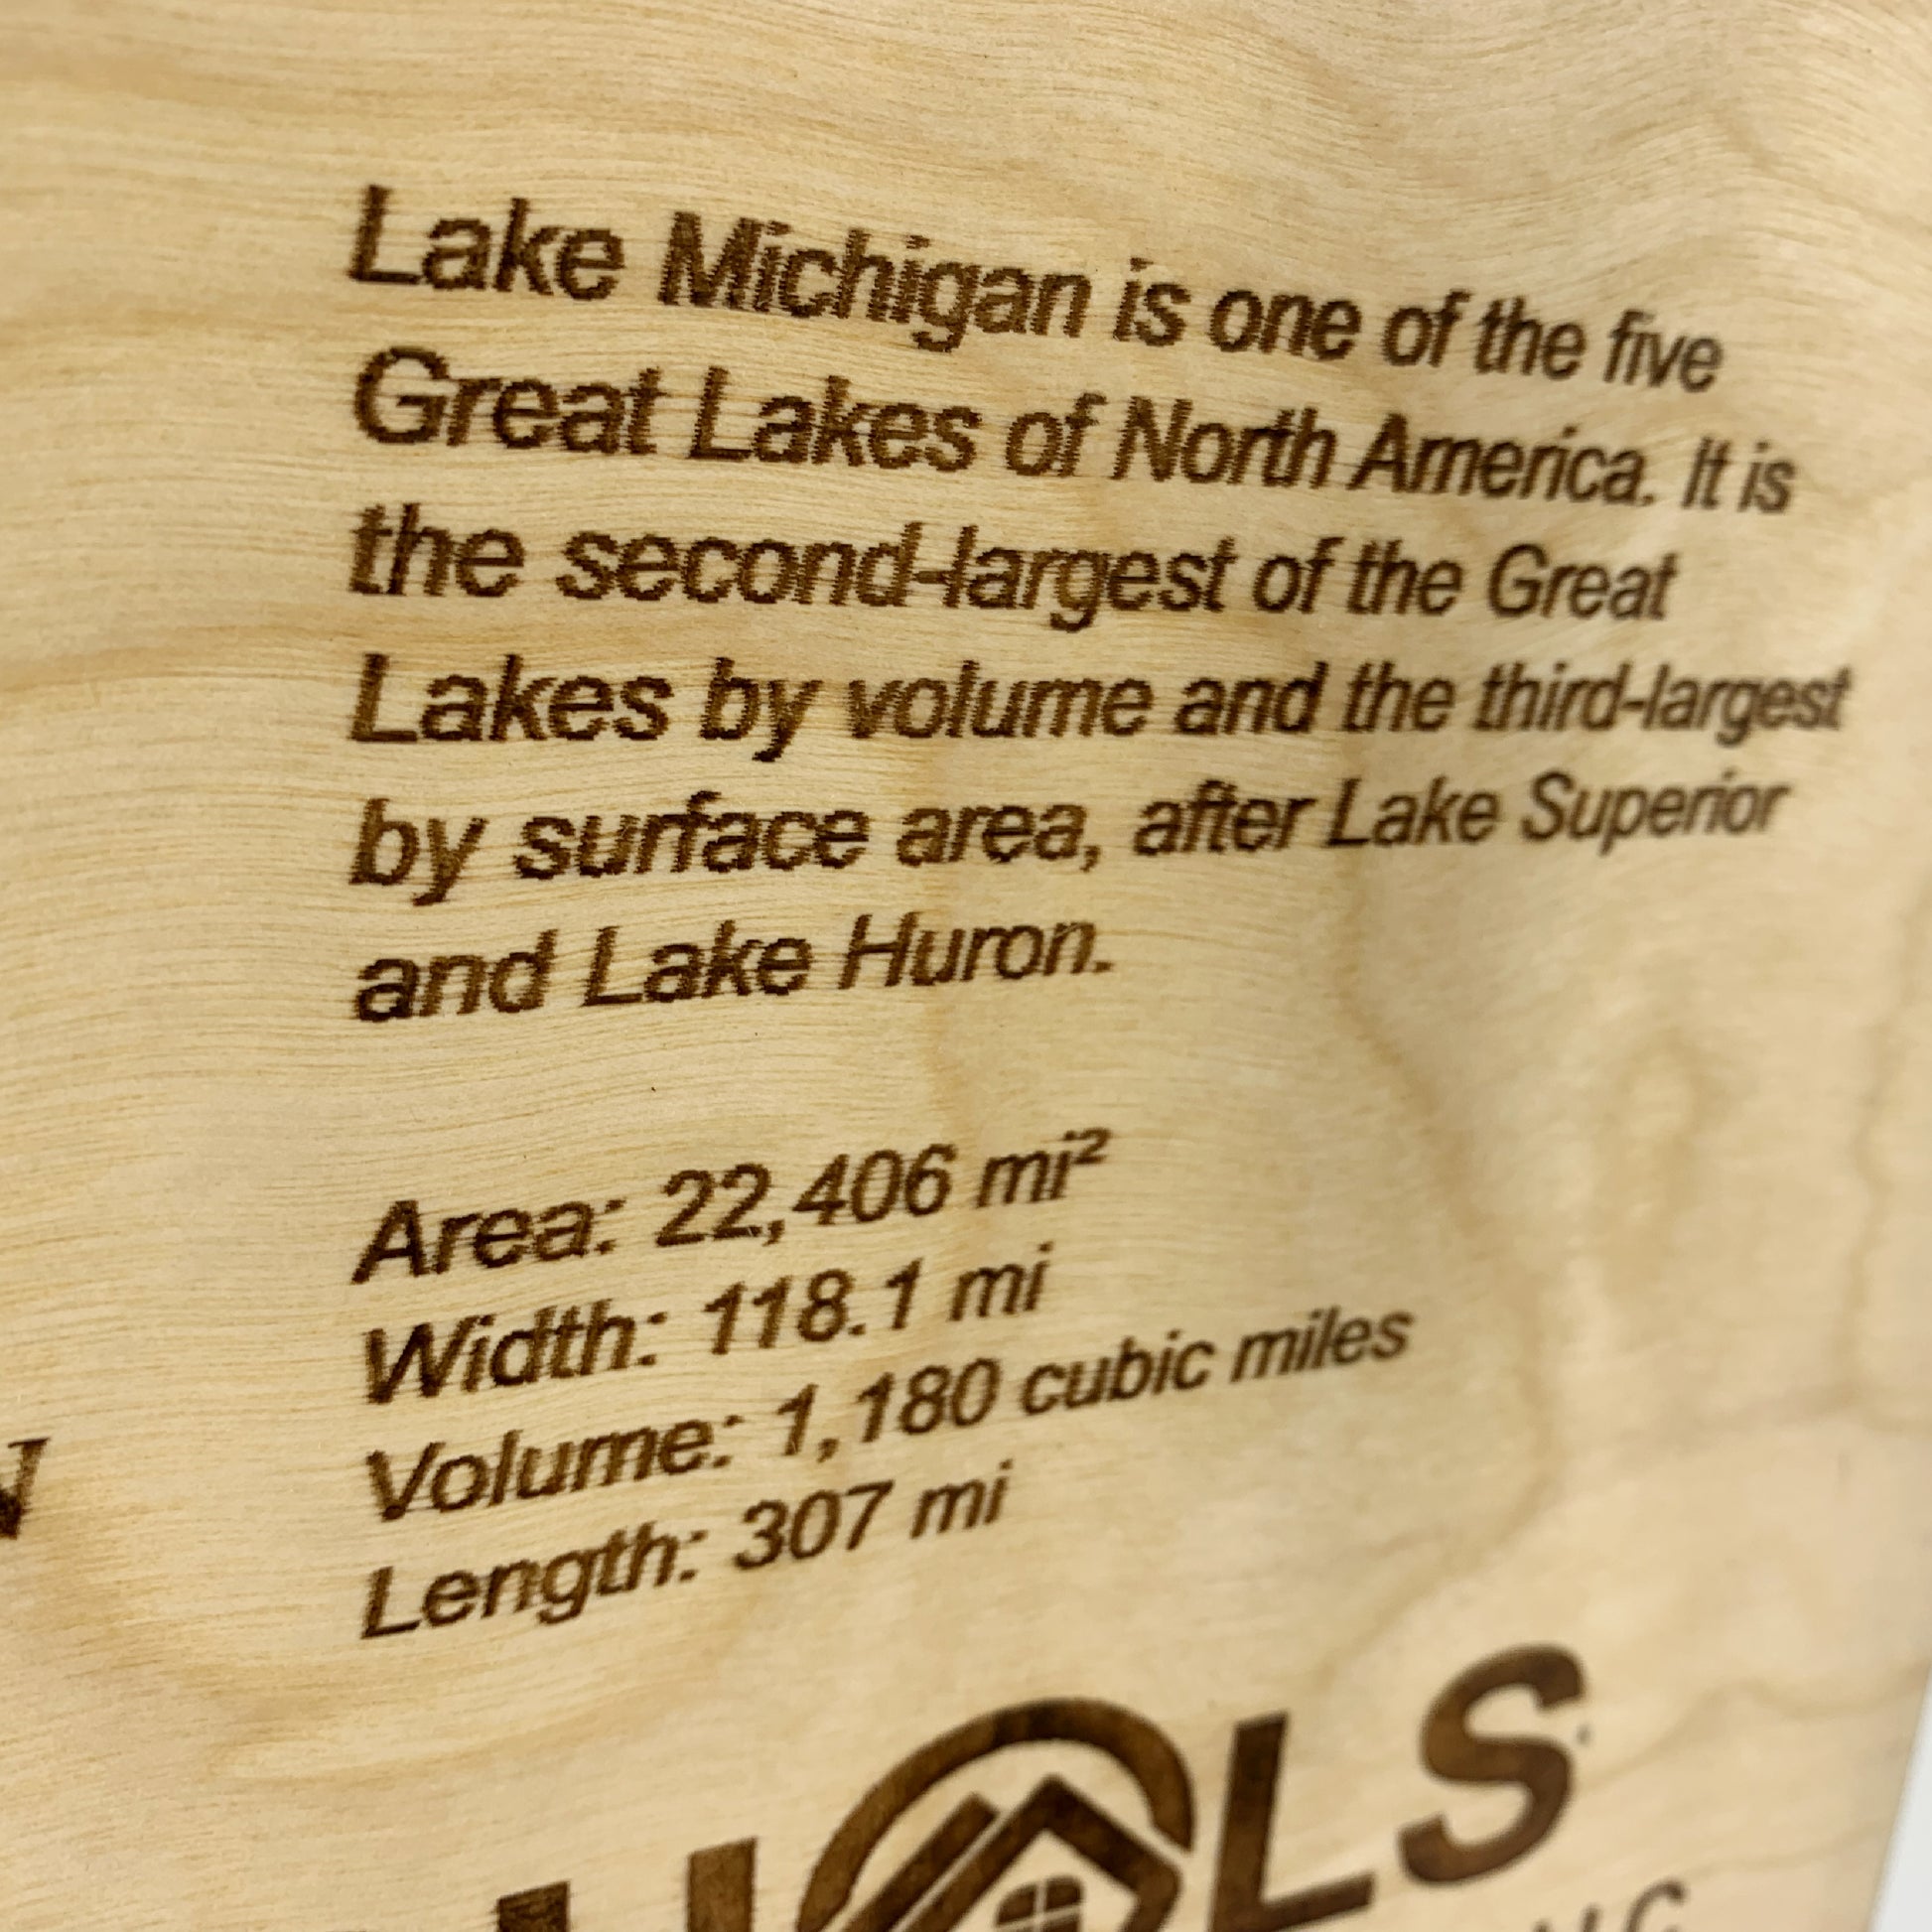 Lake Michigan is one of the five
Great Lakes of North America. It is
the second-largest of the Great
Lakes by volume and the third-largest
by surface area, after Lake Superior
and Lake Huron.
Area: 22,406 mi²
Width: 118.1 mi
Volume: 1,180 cubic miles
Length: 307 mi